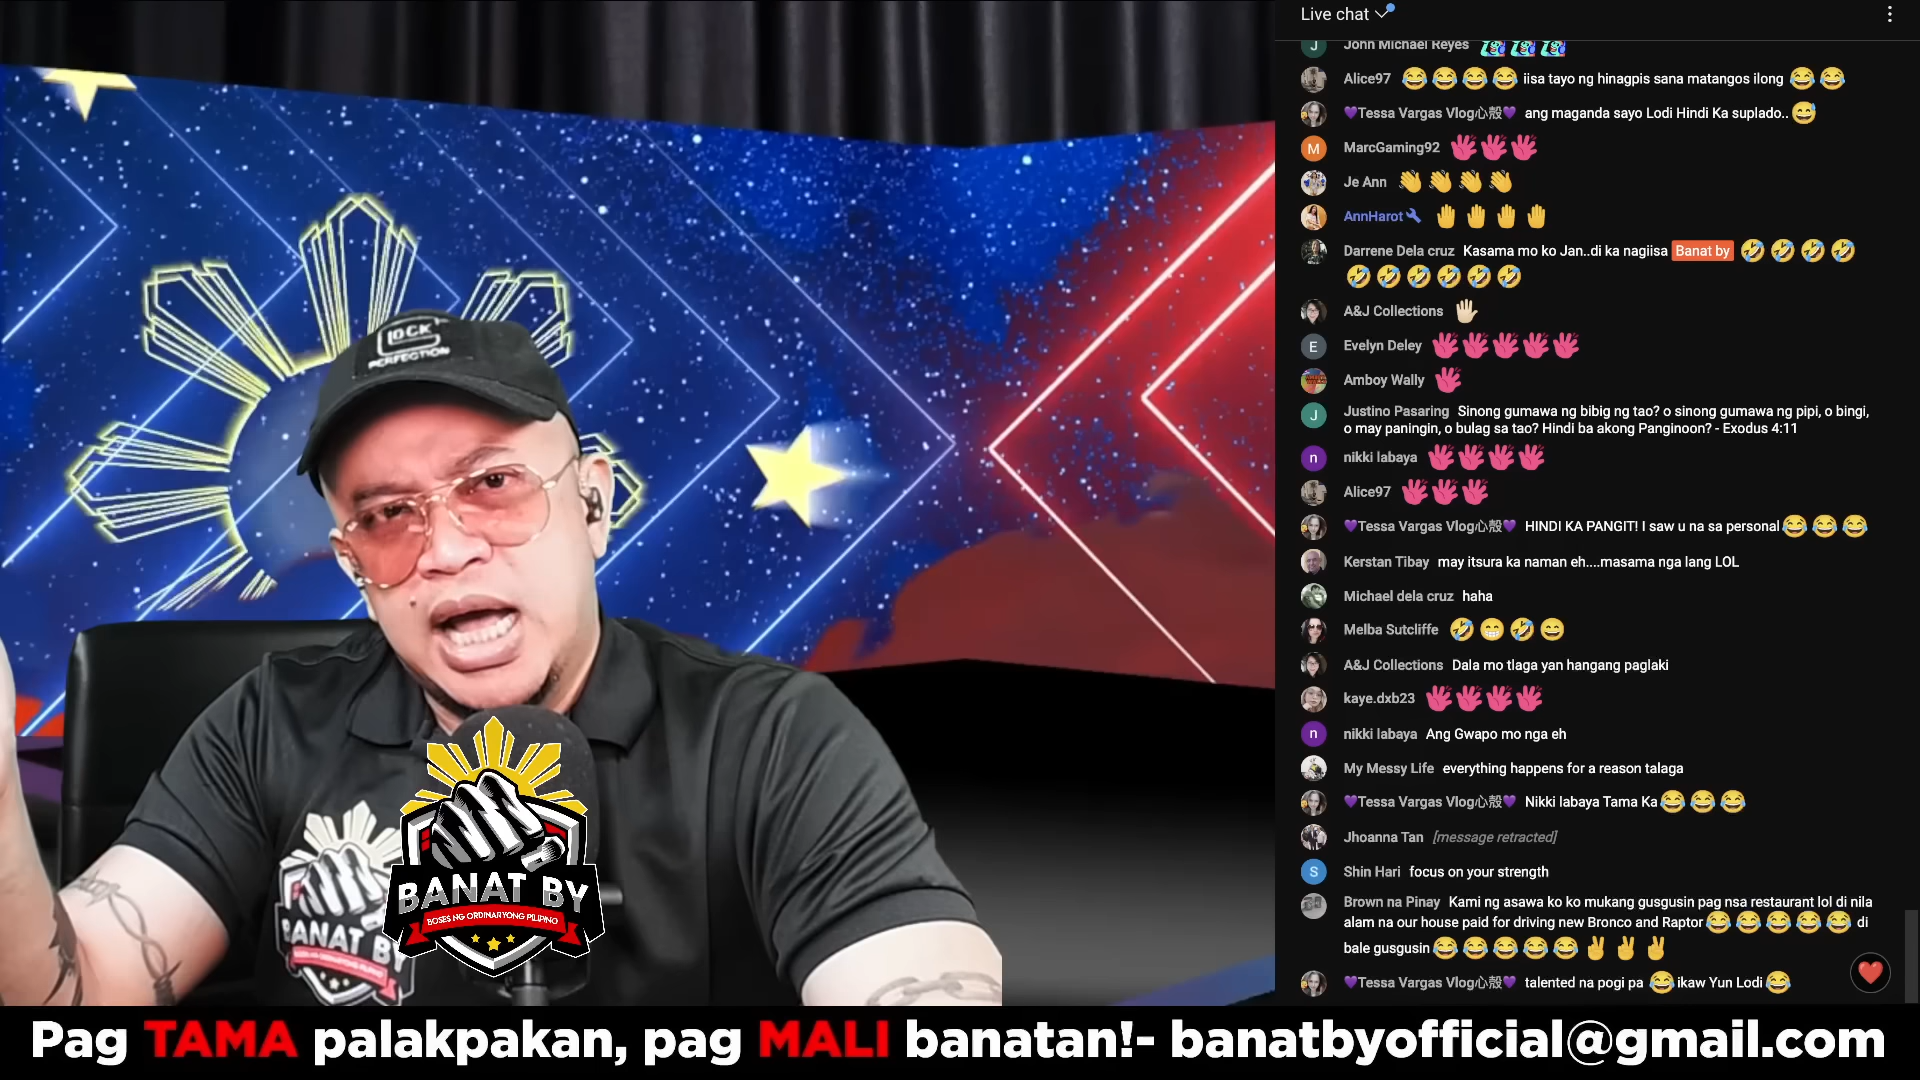 Live chat
John Michael Reyes
Alice97 😂😂😂😂 iisa tayo ng hinagpis sana matangos ilong 😂😂
💜Tessa Vargas Vlog心殻💜 ang maganda sayo Lodi Hindi Ka suplado..😅
M MarcGaming92
Je Ann 👋👋👋👋
AnnHarot 🤚🤚🤚🤚
Darrene Dela cruz Kasama mo ko Jan..di ka nagiisa Banat by 🤣🤣🤣🤣
🤣🤣🤣🤣🤣🤣
A&J Collections 🖐🏻
E Evelyn Deley
Amboy Wally
J Justino Pasaring Sinong gumawa ng bibig ng tao? o sinong gumawa ng pipi, o bingi,
o may paningin, o bulag sa tao? Hindi ba akong Panginoon? - Exodus 4:11
n nikki labaya
Alice97
💜Tessa Vargas Vlog心殻💜 HINDI KA PANGIT! I saw u na sa personal😂😂😂
Kerstan Tibay may itsura ka naman eh....masama nga lang LOL
Michael dela cruz haha
Melba Sutcliffe 🤣😁🤣😄
A&J Collections Dala mo tlaga yan hangang paglaki
kaye.dxb23
n nikki labaya Ang Gwapo mo nga eh
My Messy Life everything happens for a reason talaga
💜Tessa Vargas Vlog心殻💜 Nikki labaya Tama Ka😂😂😂
Jhoanna Tan [message retracted]
S Shin Hari focus on your strength
Brown na Pinay Kami ng asawa ko ko mukang gusgusin pag nsa restaurant lol di nila
alam na our house paid for driving new Bronco and Raptor😂😂😂😂😂 di
bale gusgusin😂😂😂😂😂✌️✌️✌️
💜Tessa Vargas Vlog心殻💜 talented na pogi pa 😂ikaw Yun Lodi😂
PERFECTION
BANAT BY
BANAT BY
BOSES NG ORDINARYONG PILIPINO
Pag TAMA palakpakan, pag MALI banatan!- banatbyofficial@gmail.com